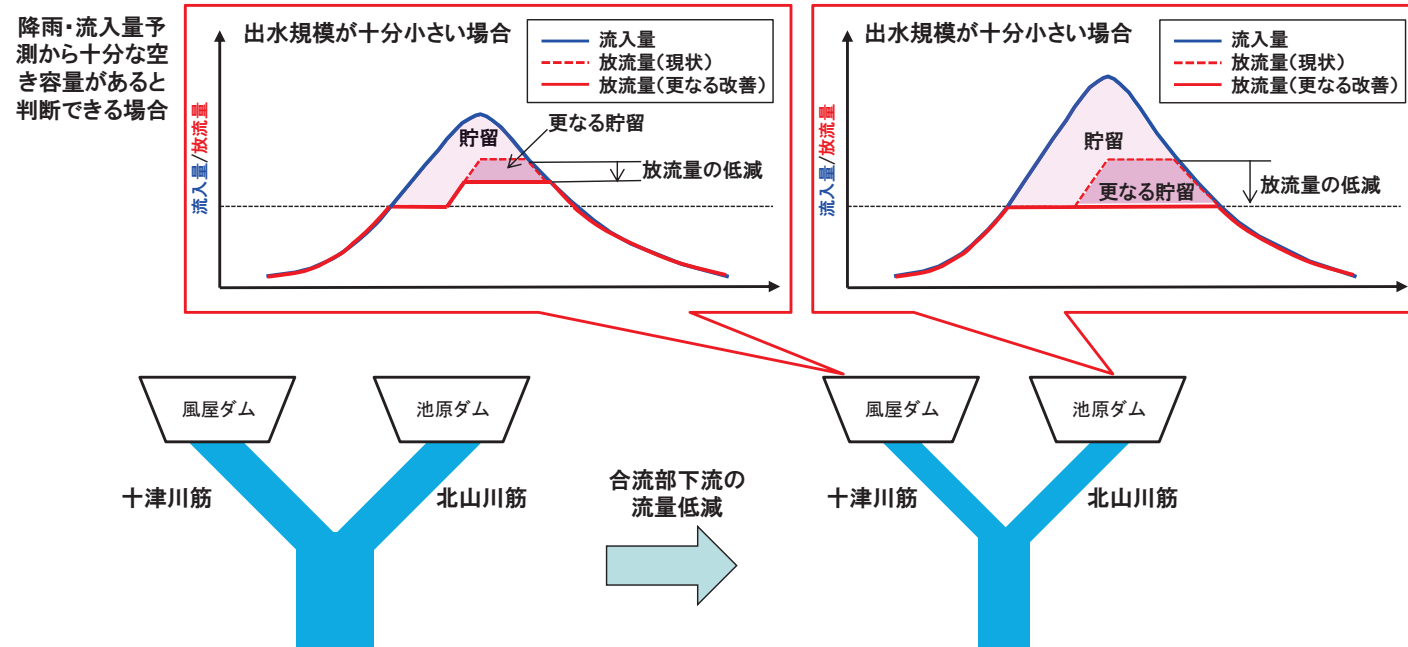 降雨・流入量予
測から十分な空
き容量があると
判断できる場合
出水規模が十分小さい場合
流入量
放流量(現状)
放流量(更なる改善)
流入量/放流量
貯留
更なる貯留
放流量の低減
出水規模が十分小さい場合
流入量
放流量(現状)
放流量(更なる改善)
流入量/放流量
貯留
更なる貯留
放流量の低減
風屋ダム
池原ダム
十津川筋
北山川筋
合流部下流の
流量低減
風屋ダム
池原ダム
十津川筋
北山川筋